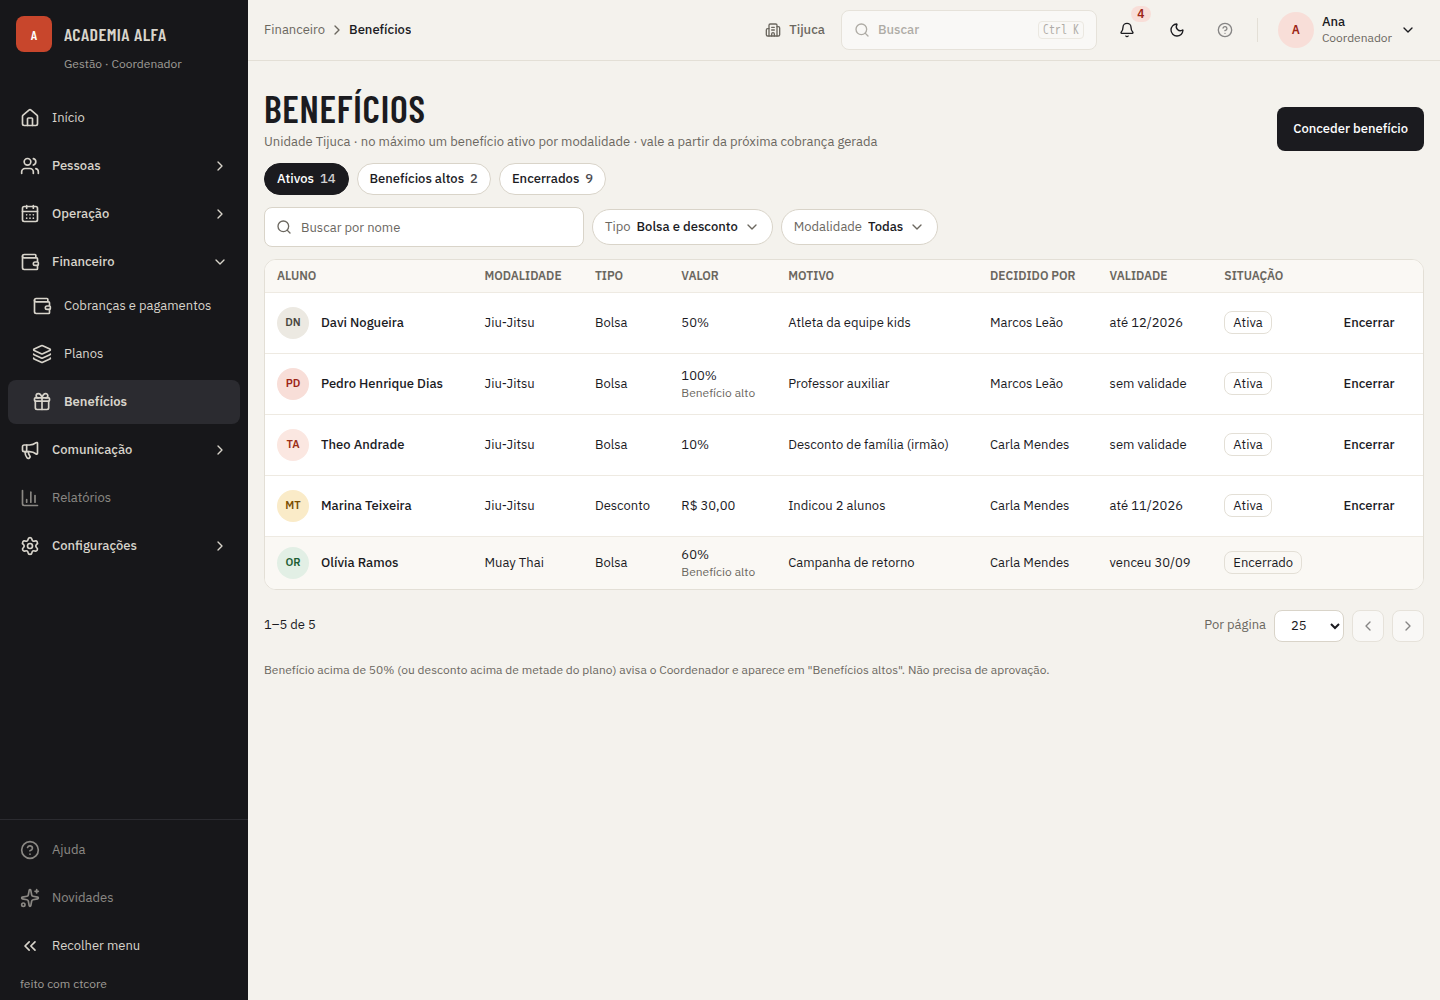 A
ACADEMIA ALFA
Gestão · Coordenador
Início
Pessoas
Operação
Financeiro
Cobranças e pagamentos
Planos
Benefícios
Comunicação
Relatórios
Configurações
Ajuda
Novidades
Recolher menu
feito com ctcore
Financeiro > Benefícios
Tijuca
Buscar
Ctrl K
4
A
Ana
Coordenador
BENEFÍCIOS
Unidade Tijuca · no máximo um benefício ativo por modalidade · vale a partir da próxima cobrança gerada
Conceder benefício
Ativos 14
Benefícios altos 2
Encerrados 9
Buscar por nome
Tipo Bolsa e desconto
Modalidade Todas
ALUNO MODALIDADE TIPO VALOR MOTIVO DECIDIDO POR VALIDADE SITUAÇÃO
DN Davi Nogueira Jiu-Jitsu Bolsa 50% Atleta da equipe kids Marcos Leão até 12/2026 Ativa Encerrar
PD Pedro Henrique Dias Jiu-Jitsu Bolsa 100% Professor auxiliar Marcos Leão sem validade Ativa Encerrar
Benefício alto
TA Theo Andrade Jiu-Jitsu Bolsa 10% Desconto de família (irmão) Carla Mendes sem validade Ativa Encerrar
MT Marina Teixeira Jiu-Jitsu Desconto R$ 30,00 Indicou 2 alunos Carla Mendes até 11/2026 Ativa Encerrar
OR Olívia Ramos Muay Thai Bolsa 60% Campanha de retorno Carla Mendes venceu 30/09 Encerrado
Benefício alto
1–5 de 5
Por página 25
Benefício acima de 50% (ou desconto acima de metade do plano) avisa o Coordenador e aparece em "Benefícios altos". Não precisa de aprovação.